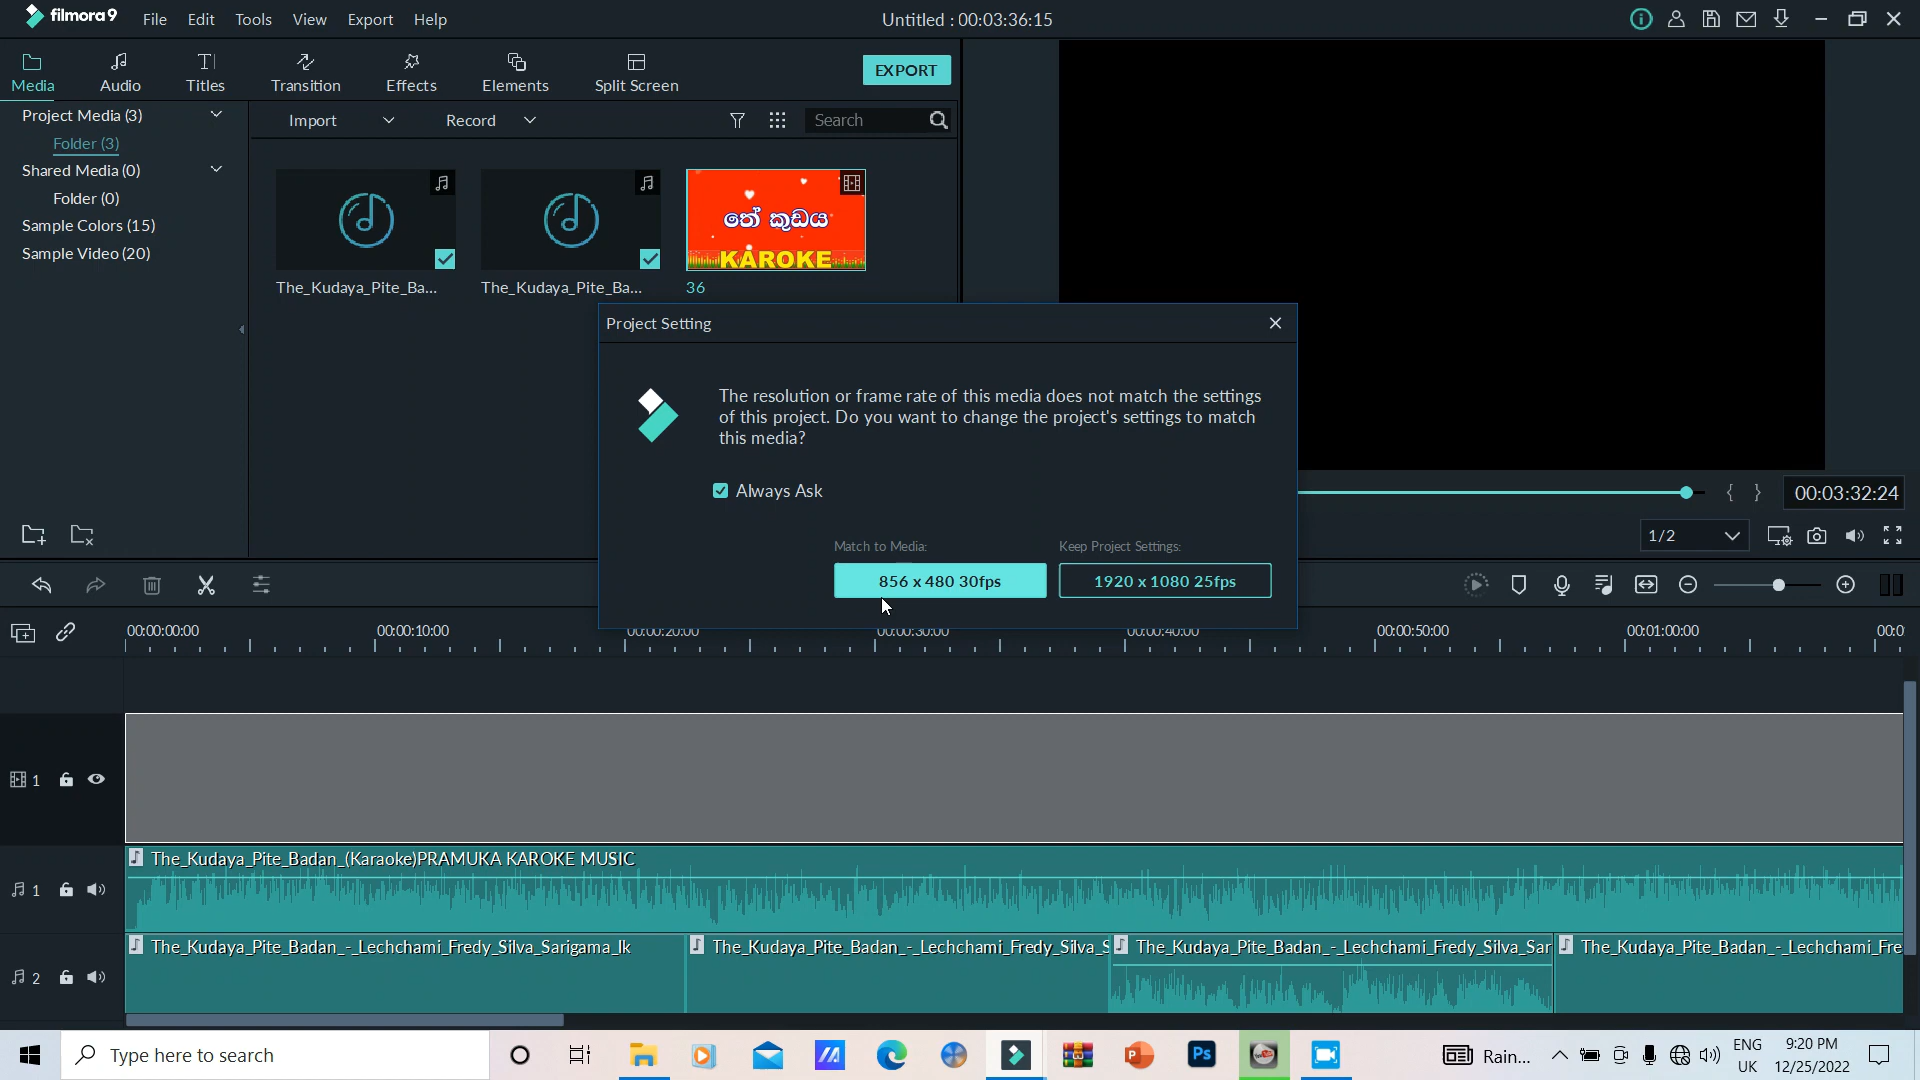 filmora9 File Edit Tools View Export Help Untitled : 00:03:36:15
Media Audio Titles Transition Effects Elements Split Screen EXPORT
Project Media (3) Import Record Search
Folder (3)
Shared Media (0)
Folder (0)
Sample Colors (15)
Sample Video (20)
තේ කුඩය
KAROKE
The_Kudaya_Pite_Ba... The_Kudaya_Pite_Ba... 36
Project Setting
The resolution or frame rate of this media does not match the settings
of this project. Do you want to change the project's settings to match
this media?
Always Ask
Match to Media: Keep Project Settings:
856 x 480 30fps 1920 x 1080 25fps
00:03:32:24
1/2
00:00:00:00 00:00:10:00 00:00:20:00 00:00:30:00 00:00:40:00 00:00:50:00 00:01:00:00 00:0
1
The_Kudaya_Pite_Badan_(Karaoke)PRAMUKA KAROKE MUSIC
1
The_Kudaya_Pite_Badan_-_Lechchami_Fredy_Silva_Sarigama_lk The_Kudaya_Pite_Badan_-_Lechchami_Fredy_Silva_S The_Kudaya_Pite_Badan_-_Lechchami_Fredy_Silva_Sar The_Kudaya_Pite_Badan_-_Lechchami_Fre
2
Type here to search Ps Rain... ENG 9:20 PM
UK 12/25/2022